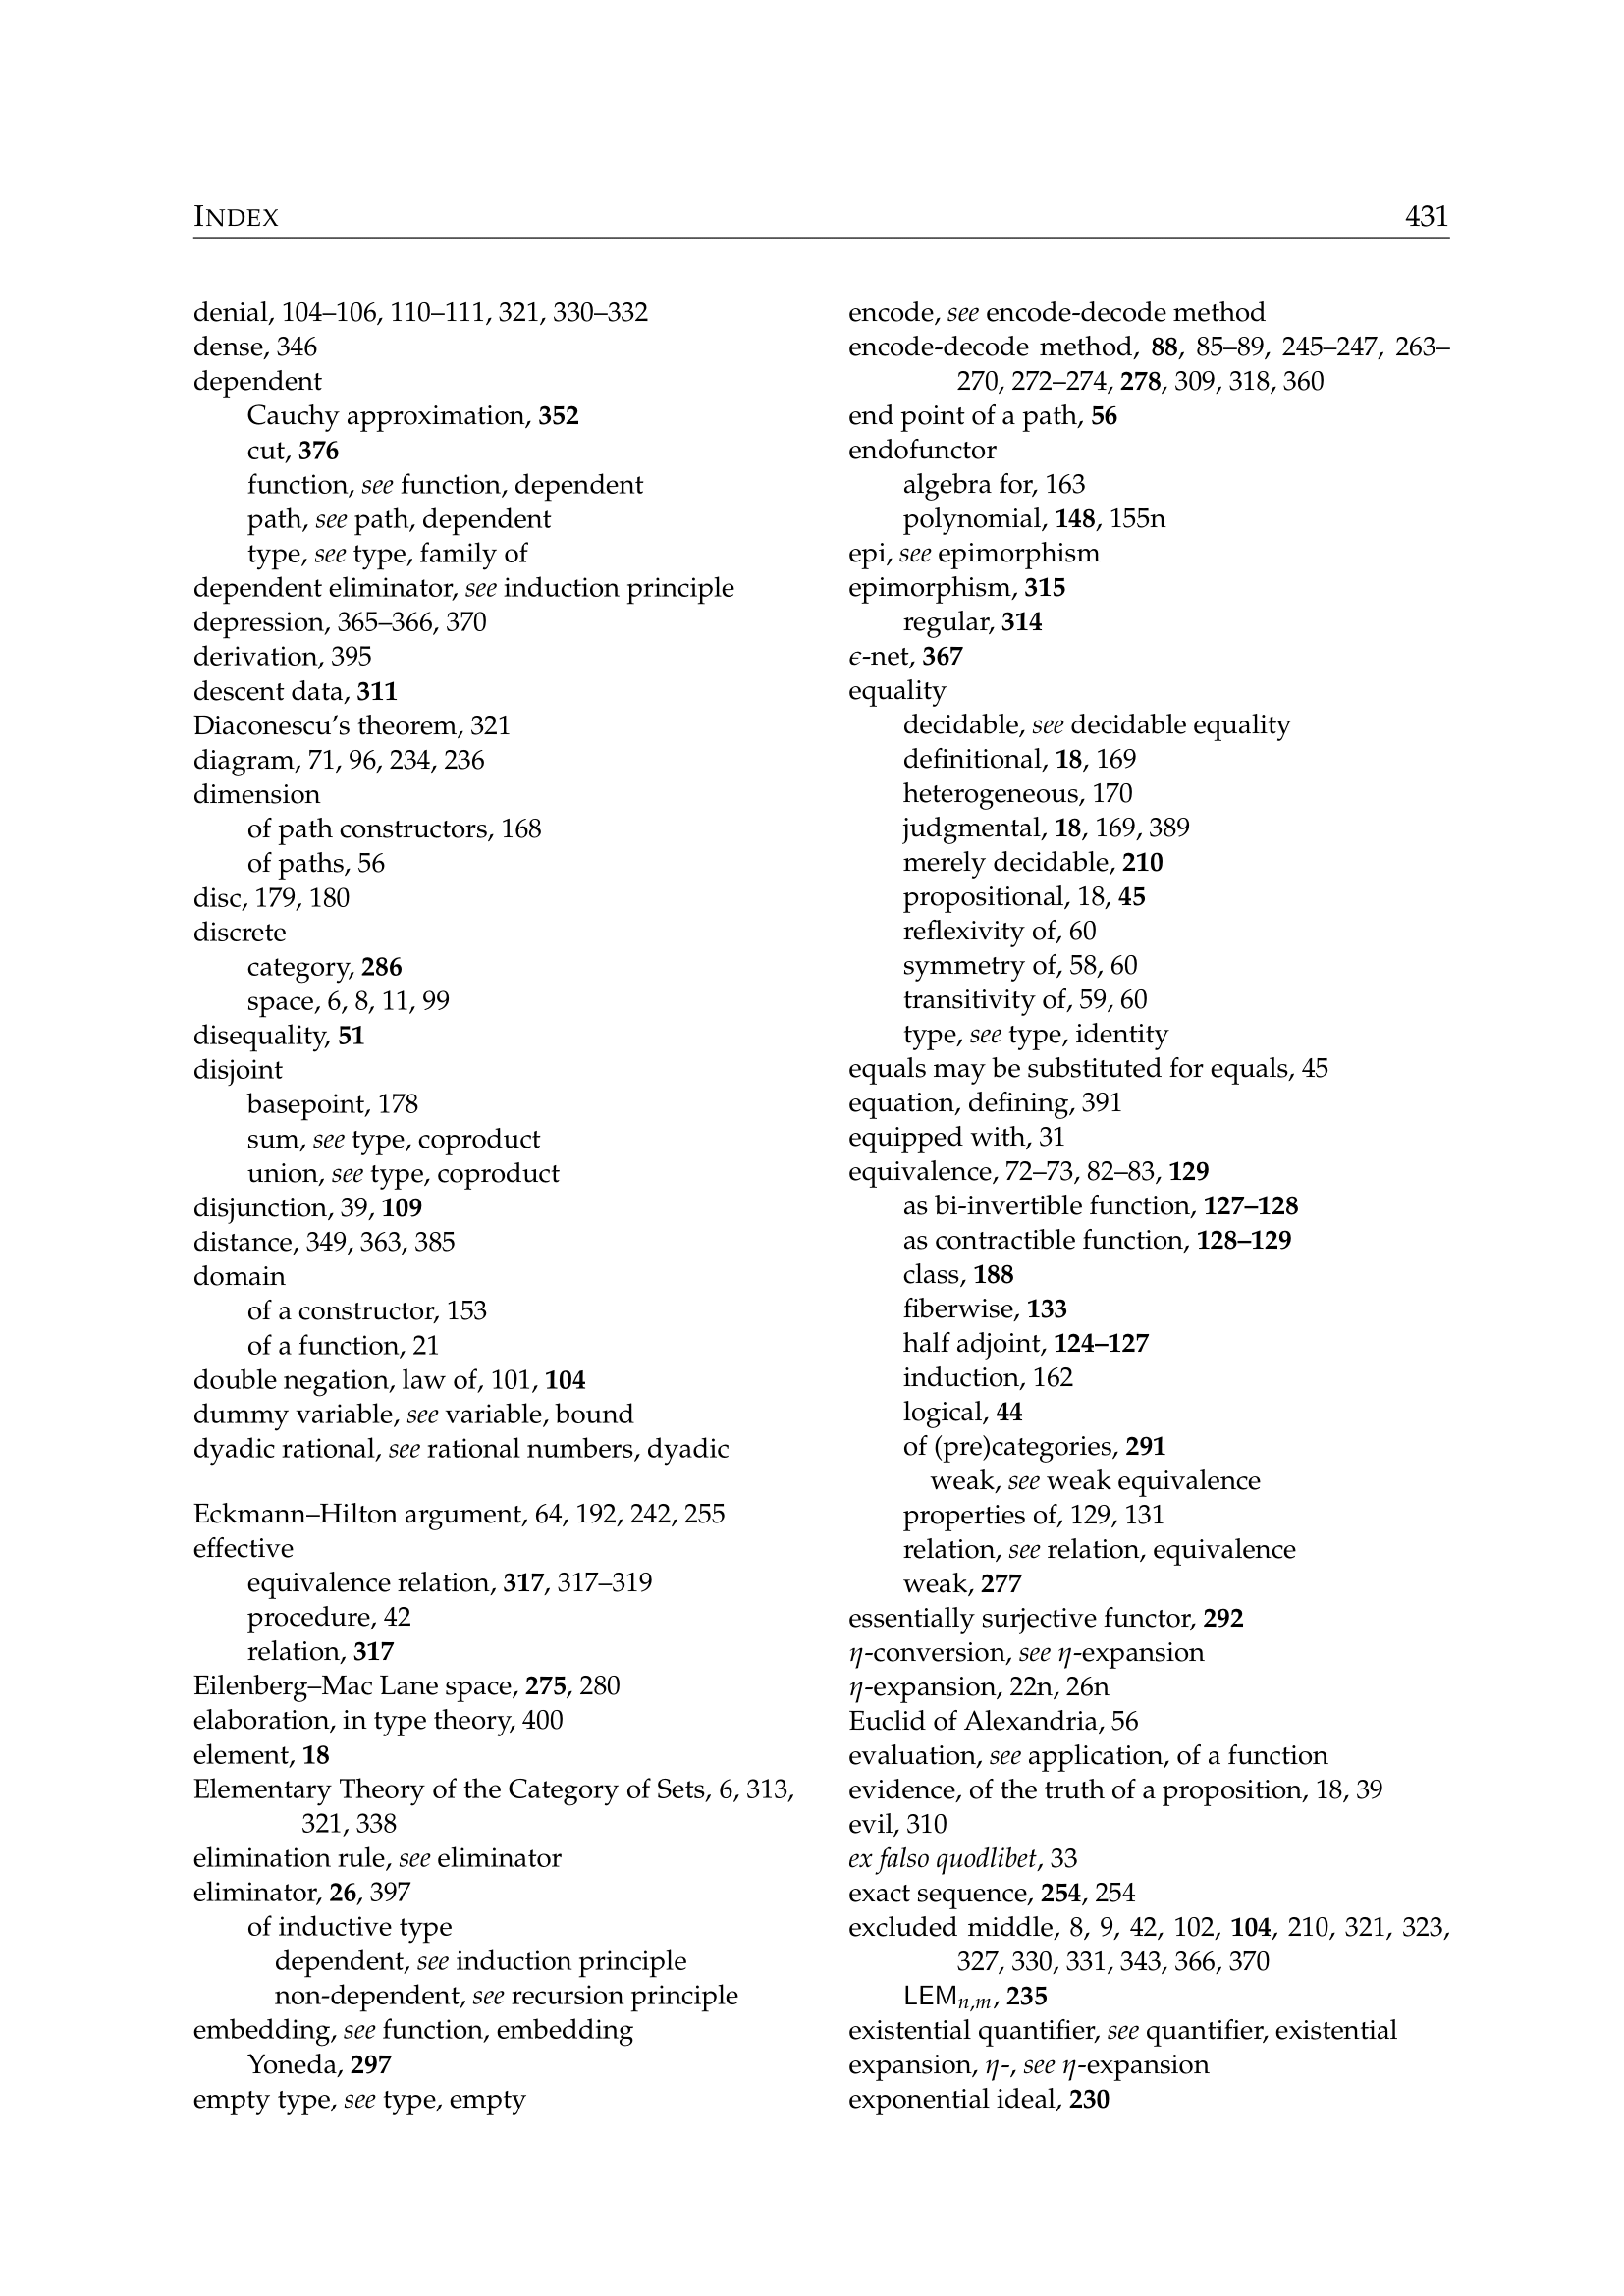 INDEX 431
denial, 104–106, 110–111, 321, 330–332
dense, 346
dependent
Cauchy approximation, 352
cut, 376
function, see function, dependent
path, see path, dependent
type, see type, family of
dependent eliminator, see induction principle
depression, 365–366, 370
derivation, 395
descent data, 311
Diaconescu’s theorem, 321
diagram, 71, 96, 234, 236
dimension
of path constructors, 168
of paths, 56
disc, 179, 180
discrete
category, 286
space, 6, 8, 11, 99
disequality, 51
disjoint
basepoint, 178
sum, see type, coproduct
union, see type, coproduct
disjunction, 39, 109
distance, 349, 363, 385
domain
of a constructor, 153
of a function, 21
double negation, law of, 101, 104
dummy variable, see variable, bound
dyadic rational, see rational numbers, dyadic
Eckmann–Hilton argument, 64, 192, 242, 255
effective
equivalence relation, 317, 317–319
procedure, 42
relation, 317
Eilenberg–Mac Lane space, 275, 280
elaboration, in type theory, 400
element, 18
Elementary Theory of the Category of Sets, 6, 313,
321, 338
elimination rule, see eliminator
eliminator, 26, 397
of inductive type
dependent, see induction principle
non-dependent, see recursion principle
embedding, see function, embedding
Yoneda, 297
empty type, see type, empty
encode, see encode-decode method
encode-decode method, 88, 85–89, 245–247, 263–
270, 272–274, 278, 309, 318, 360
end point of a path, 56
endofunctor
algebra for, 163
polynomial, 148, 155n
epi, see epimorphism
epimorphism, 315
regular, 314
ϵ-net, 367
equality
decidable, see decidable equality
definitional, 18, 169
heterogeneous, 170
judgmental, 18, 169, 389
merely decidable, 210
propositional, 18, 45
reflexivity of, 60
symmetry of, 58, 60
transitivity of, 59, 60
type, see type, identity
equals may be substituted for equals, 45
equation, defining, 391
equipped with, 31
equivalence, 72–73, 82–83, 129
as bi-invertible function, 127–128
as contractible function, 128–129
class, 188
fiberwise, 133
half adjoint, 124–127
induction, 162
logical, 44
of (pre)categories, 291
weak, see weak equivalence
properties of, 129, 131
relation, see relation, equivalence
weak, 277
essentially surjective functor, 292
η-conversion, see η-expansion
η-expansion, 22n, 26n
Euclid of Alexandria, 56
evaluation, see application, of a function
evidence, of the truth of a proposition, 18, 39
evil, 310
ex falso quodlibet, 33
exact sequence, 254, 254
excluded middle, 8, 9, 42, 102, 104, 210, 321, 323,
327, 330, 331, 343, 366, 370
LEMn,m, 235
existential quantifier, see quantifier, existential
expansion, η-, see η-expansion
exponential ideal, 230